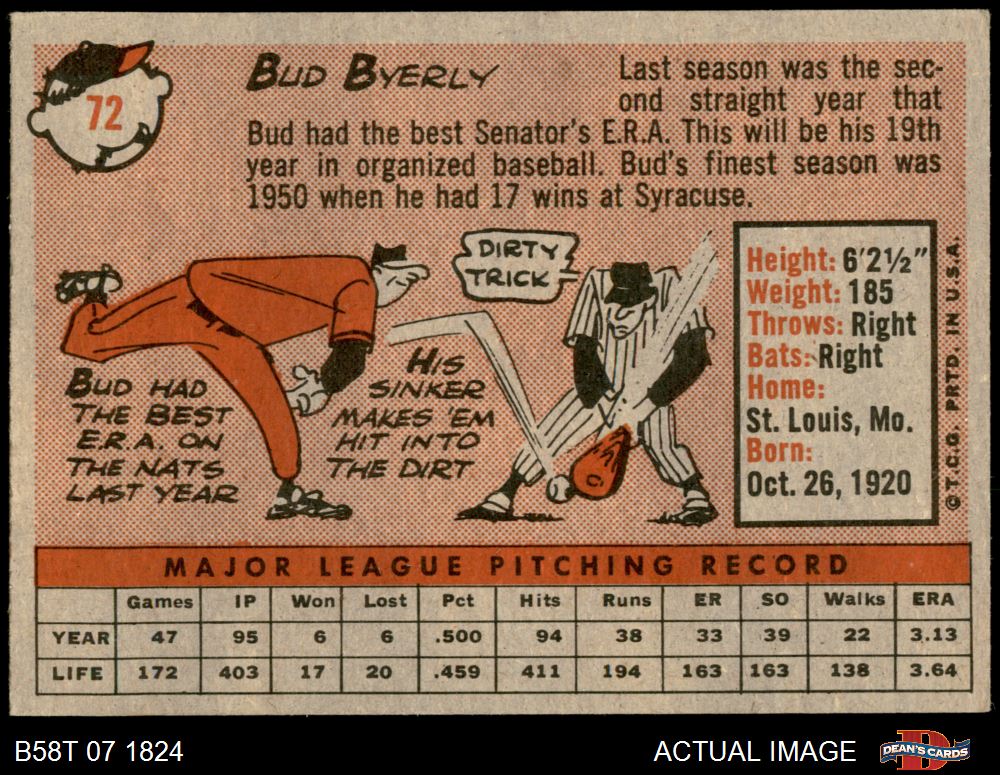 72
BUD BYERLY
Last season was the sec-
ond straight year that
Bud had the best Senator's E.R.A. This will be his 19th
year in organized baseball. Bud's finest season was
1950 when he had 17 wins at Syracuse.
DIRTY
TRICK
BUD HAD
THE BEST
E.R.A. ON
THE NATS
LAST YEAR
HIS
SINKER
MAKES 'EM
HIT INTO
THE DIRT
Height: 6'2½"
Weight: 185
Throws: Right
Bats: Right
Home:
St. Louis, Mo.
Born:
Oct. 26, 1920
© T.C.G. PRTD. IN U.S.A.
MAJOR LEAGUE PITCHING RECORD
Games IP Won Lost Pct Hits Runs ER SO Walks ERA
YEAR 47 95 6 6 .500 94 38 33 39 22 3.13
LIFE 172 403 17 20 .459 411 194 163 163 138 3.64
B58T 07 1824 ACTUAL IMAGE DEAN'S CARDS